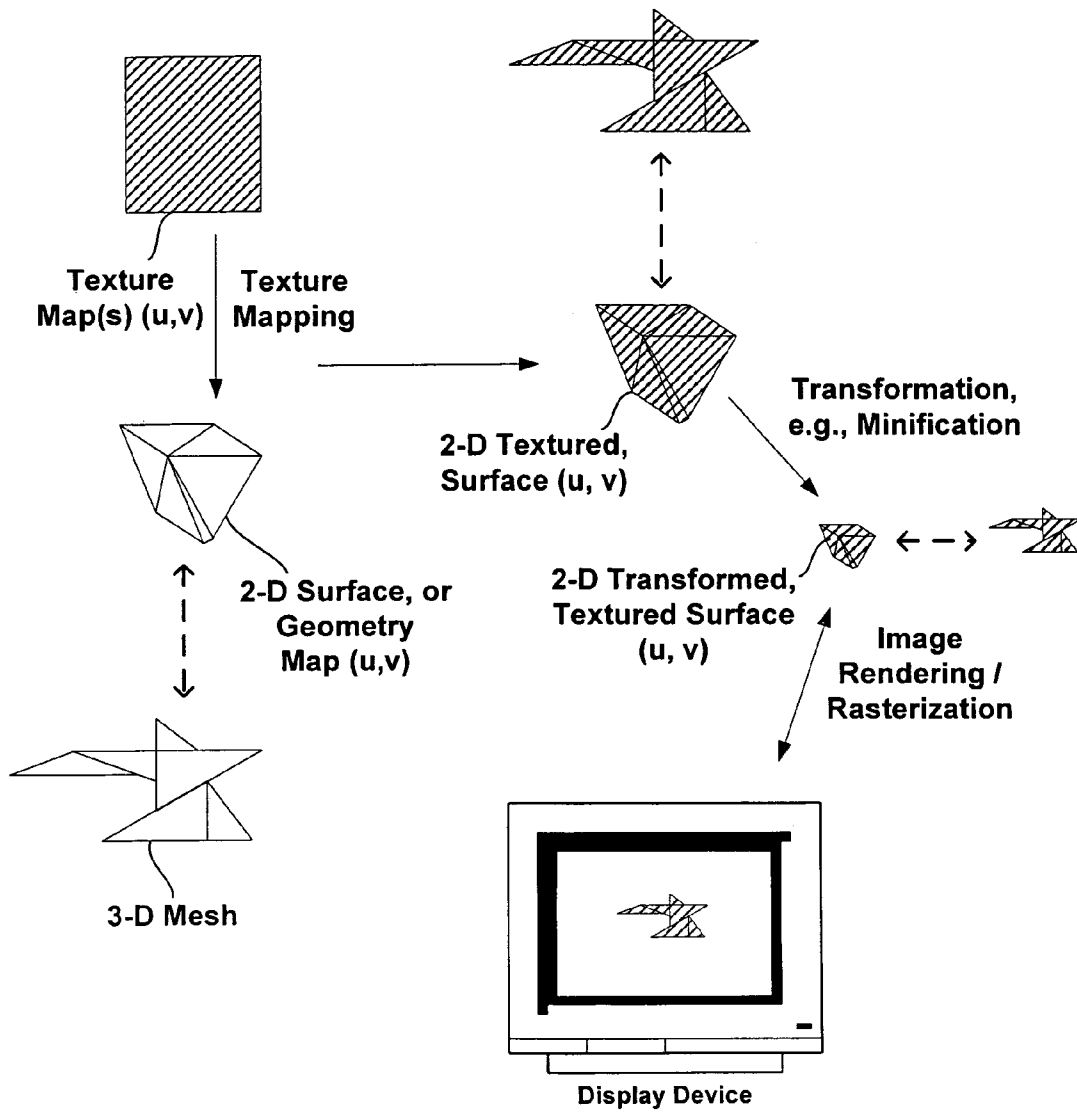 Texture
Map(s) (u,v)
Texture
Mapping
2-D Textured,
Surface (u, v)
Transformation,
e.g., Minification
2-D Surface, or
Geometry
Map (u,v)
2-D Transformed,
Textured Surface
(u, v)
Image
Rendering /
Rasterization
3-D Mesh
Display Device